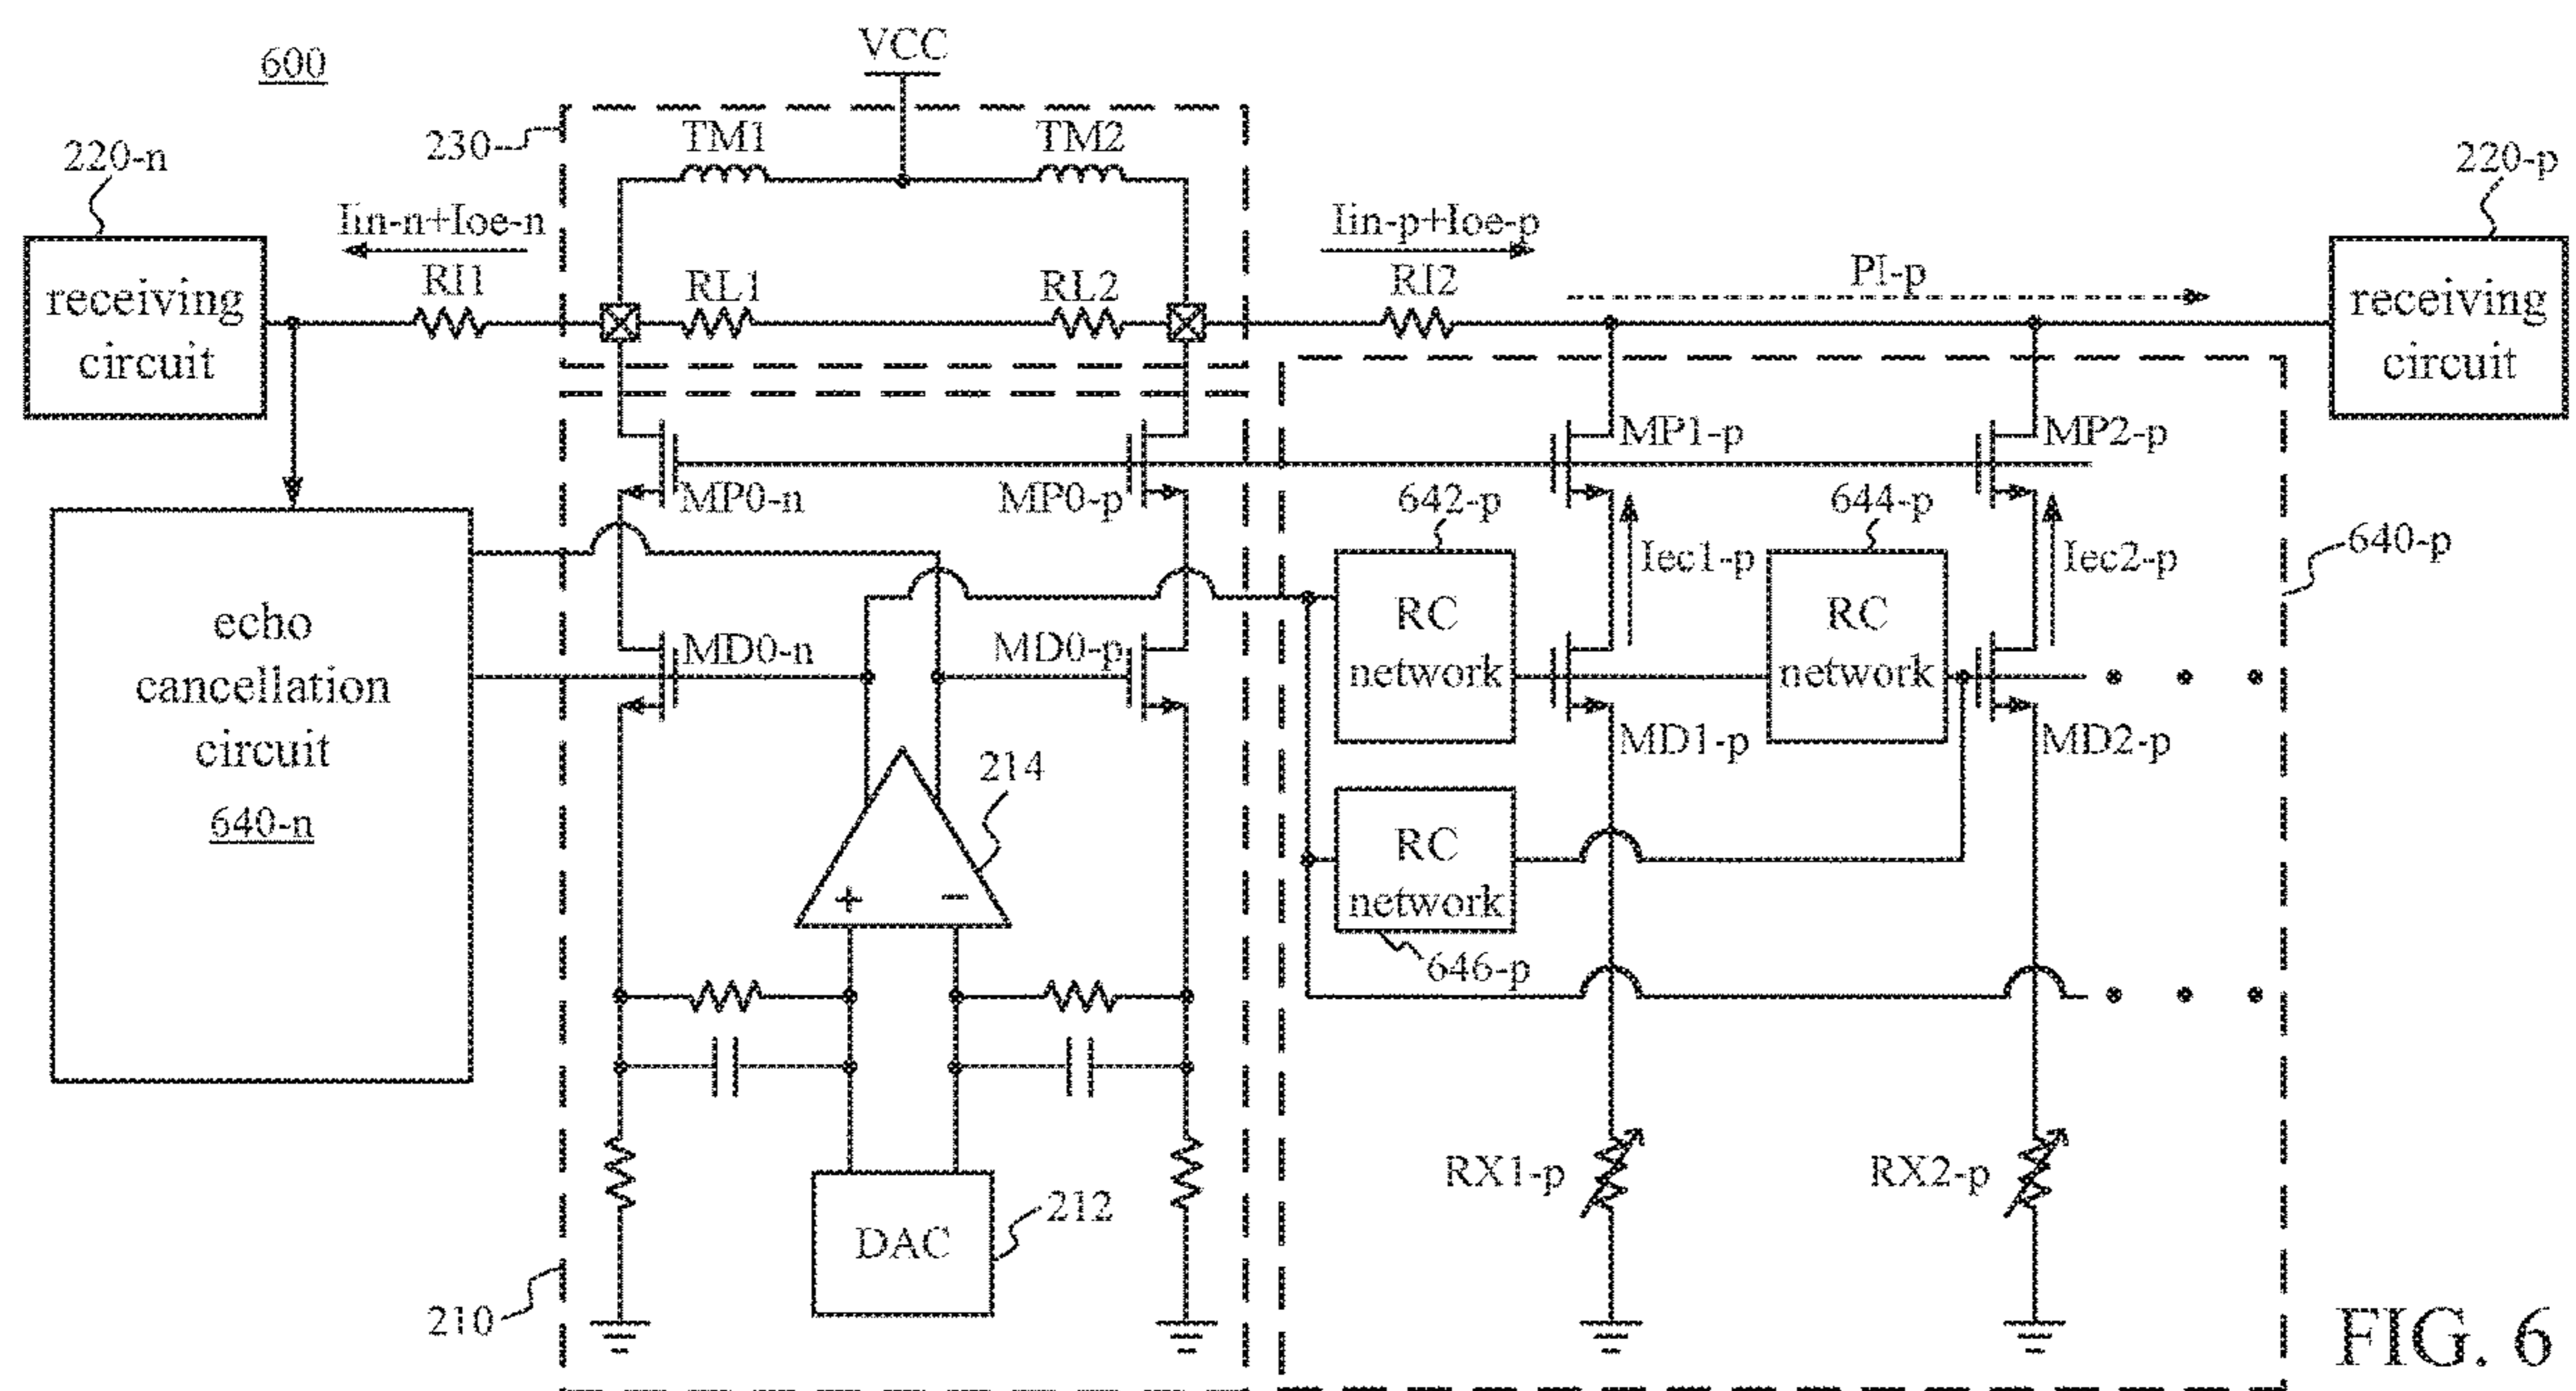 600
VCC
230
TM1
TM2
220-n
220-p
Iin-n+Ioe-n
Iin-p+Ioe-p
receiving
circuit
RI1
RL1
RL2
RI2
PI-p
receiving
circuit
MP0-n
MP0-p
MP1-p
MP2-p
642-p
644-p
640-p
Iec1-p
Iec2-p
echo
cancellation
circuit
640-n
MD0-n
MD0-p
RC
network
RC
network
MD1-p
MD2-p
214
+
−
RC
network
646-p
RX1-p
RX2-p
DAC
212
210
FIG. 6